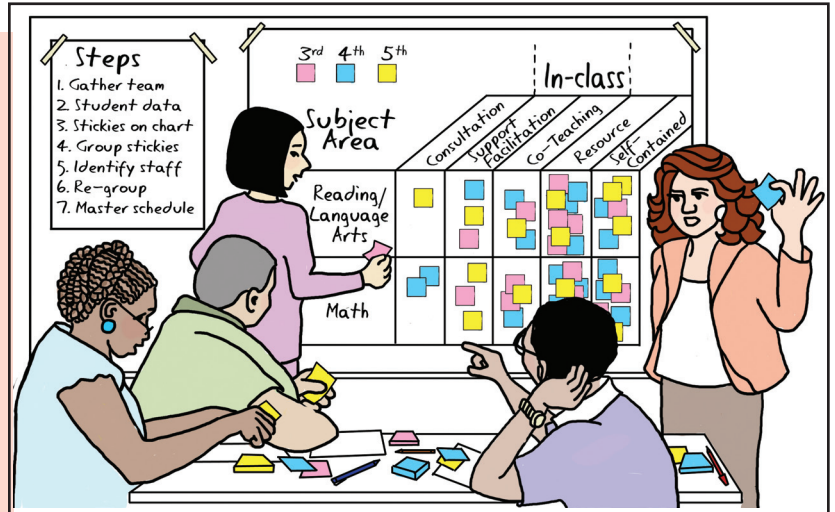 Steps
1. Gather team
2. Student data
3. Stickies on chart
4. Group stickies
5. Identify staff
6. Re-group
7. Master schedule
3rd 4th 5th
In-class
Subject
Area
Consultation
Support
Facilitation
Co-Teaching
Resource
Self-
Contained
Reading/
Language
Arts
Math